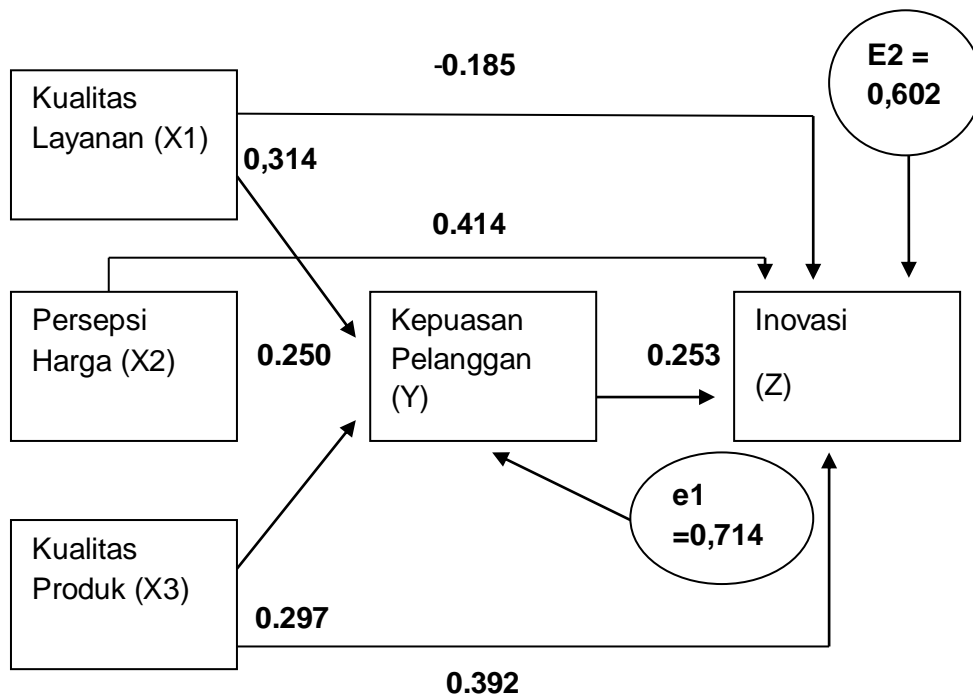 -0.185
E2 =
0,602
Kualitas
Layanan (X1)
0,314
0.414
Persepsi
Harga (X2)
0.250
Kepuasan
Pelanggan
(Y)
0.253
Inovasi
(Z)
e1
=0,714
Kualitas
Produk (X3)
0.297
0.392